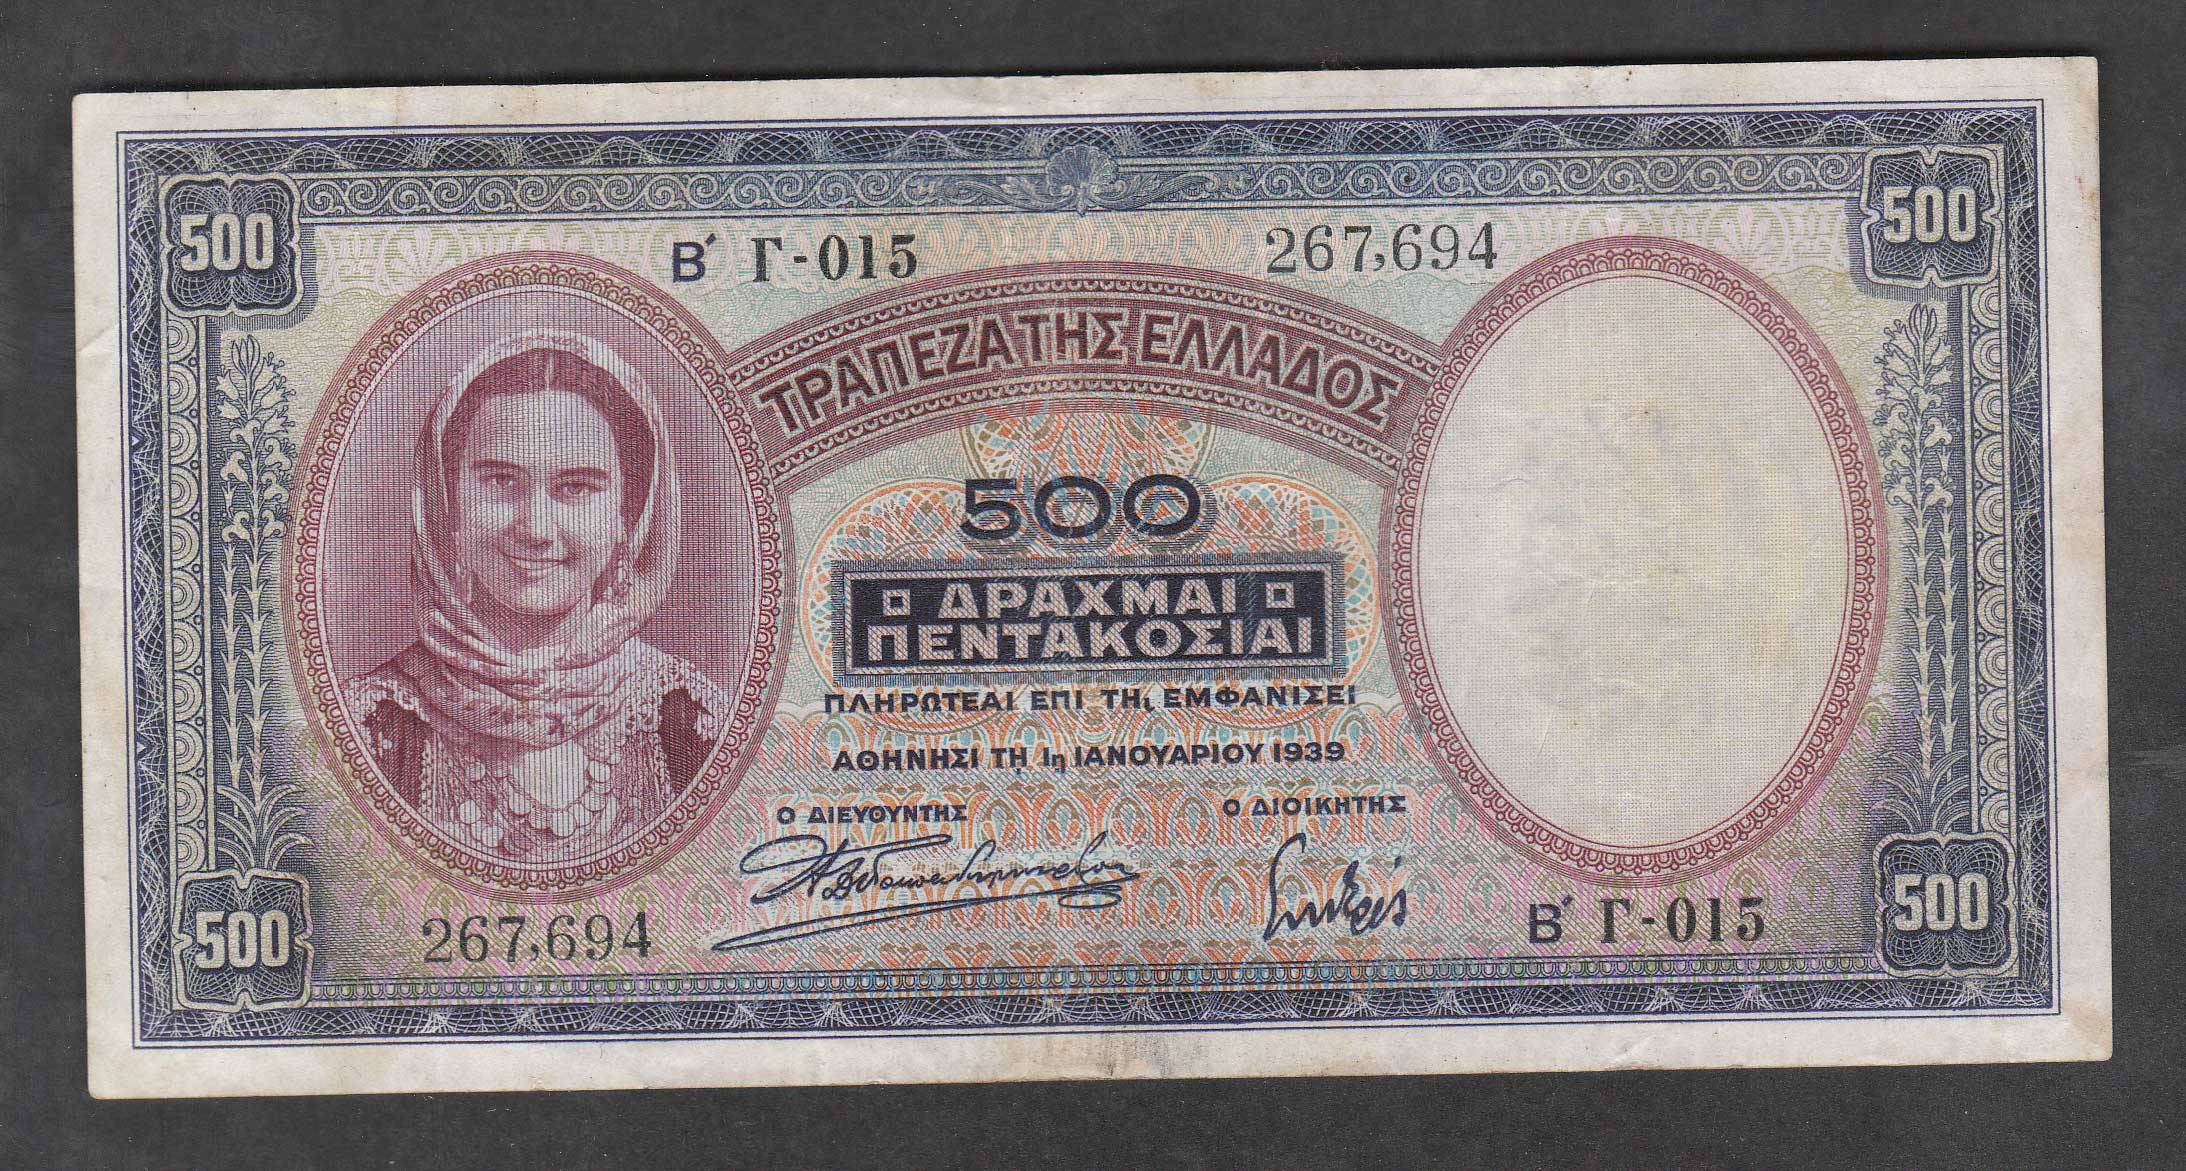 500
Β΄ Γ-015
267,694
500
ΤΡΑΠΕΖΑ ΤΗΣ ΕΛΛΑΔΟΣ
500
ΔΡΑΧΜΑΙ
ΠΕΝΤΑΚΟΣΙΑΙ
ΠΛΗΡΩΤΕΑΙ ΕΠΙ ΤΗι ΕΜΦΑΝΙΣΕΙ
ΑΘΗΝΗΣΙ ΤΗ 1η ΙΑΝΟΥΑΡΙΟΥ 1939
Ο ΔΙΕΥΘΥΝΤΗΣ
Ο ΔΙΟΙΚΗΤΗΣ
500
267,694
Β΄ Γ-015
500